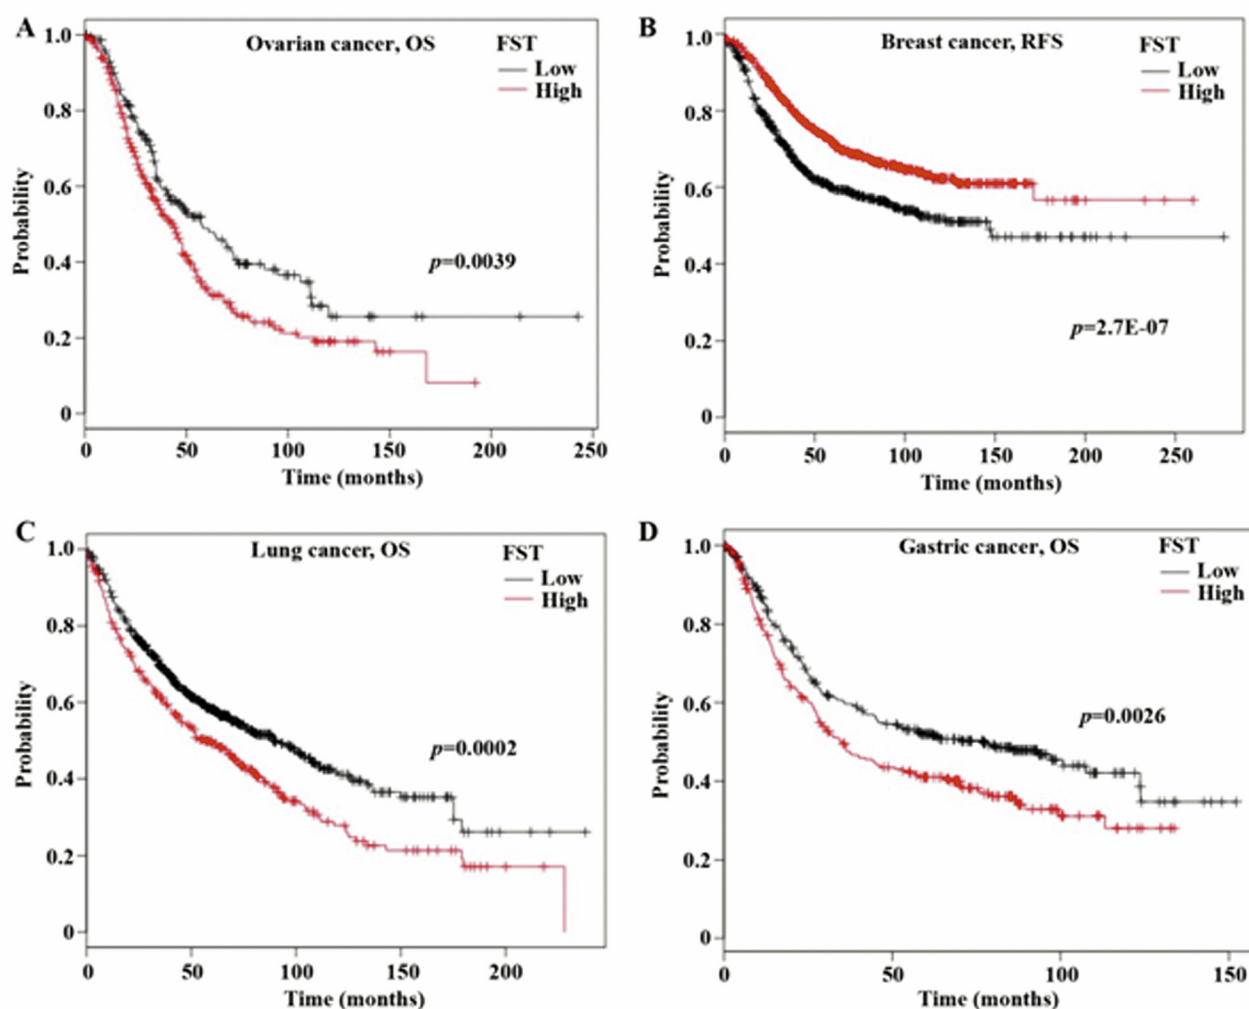 A
Ovarian cancer, OS
FST
Low
High
p=0.0039
1.0
0.8
0.6
0.4
0.2
0
Probability
0 50 100 150 200 250
Time (months)
B
Breast cancer, RFS
FST
Low
High
p=2.7E-07
1.0
0.8
0.6
0.4
0.2
0
Probability
0 50 100 150 200 250
Time (months)
C
Lung cancer, OS
FST
Low
High
p=0.0002
1.0
0.8
0.6
0.4
0.2
0
Probability
0 50 100 150 200
Time (months)
D
Gastric cancer, OS
FST
Low
High
p=0.0026
1.0
0.8
0.6
0.4
0.2
0
Probability
0 50 100 150
Time (months)